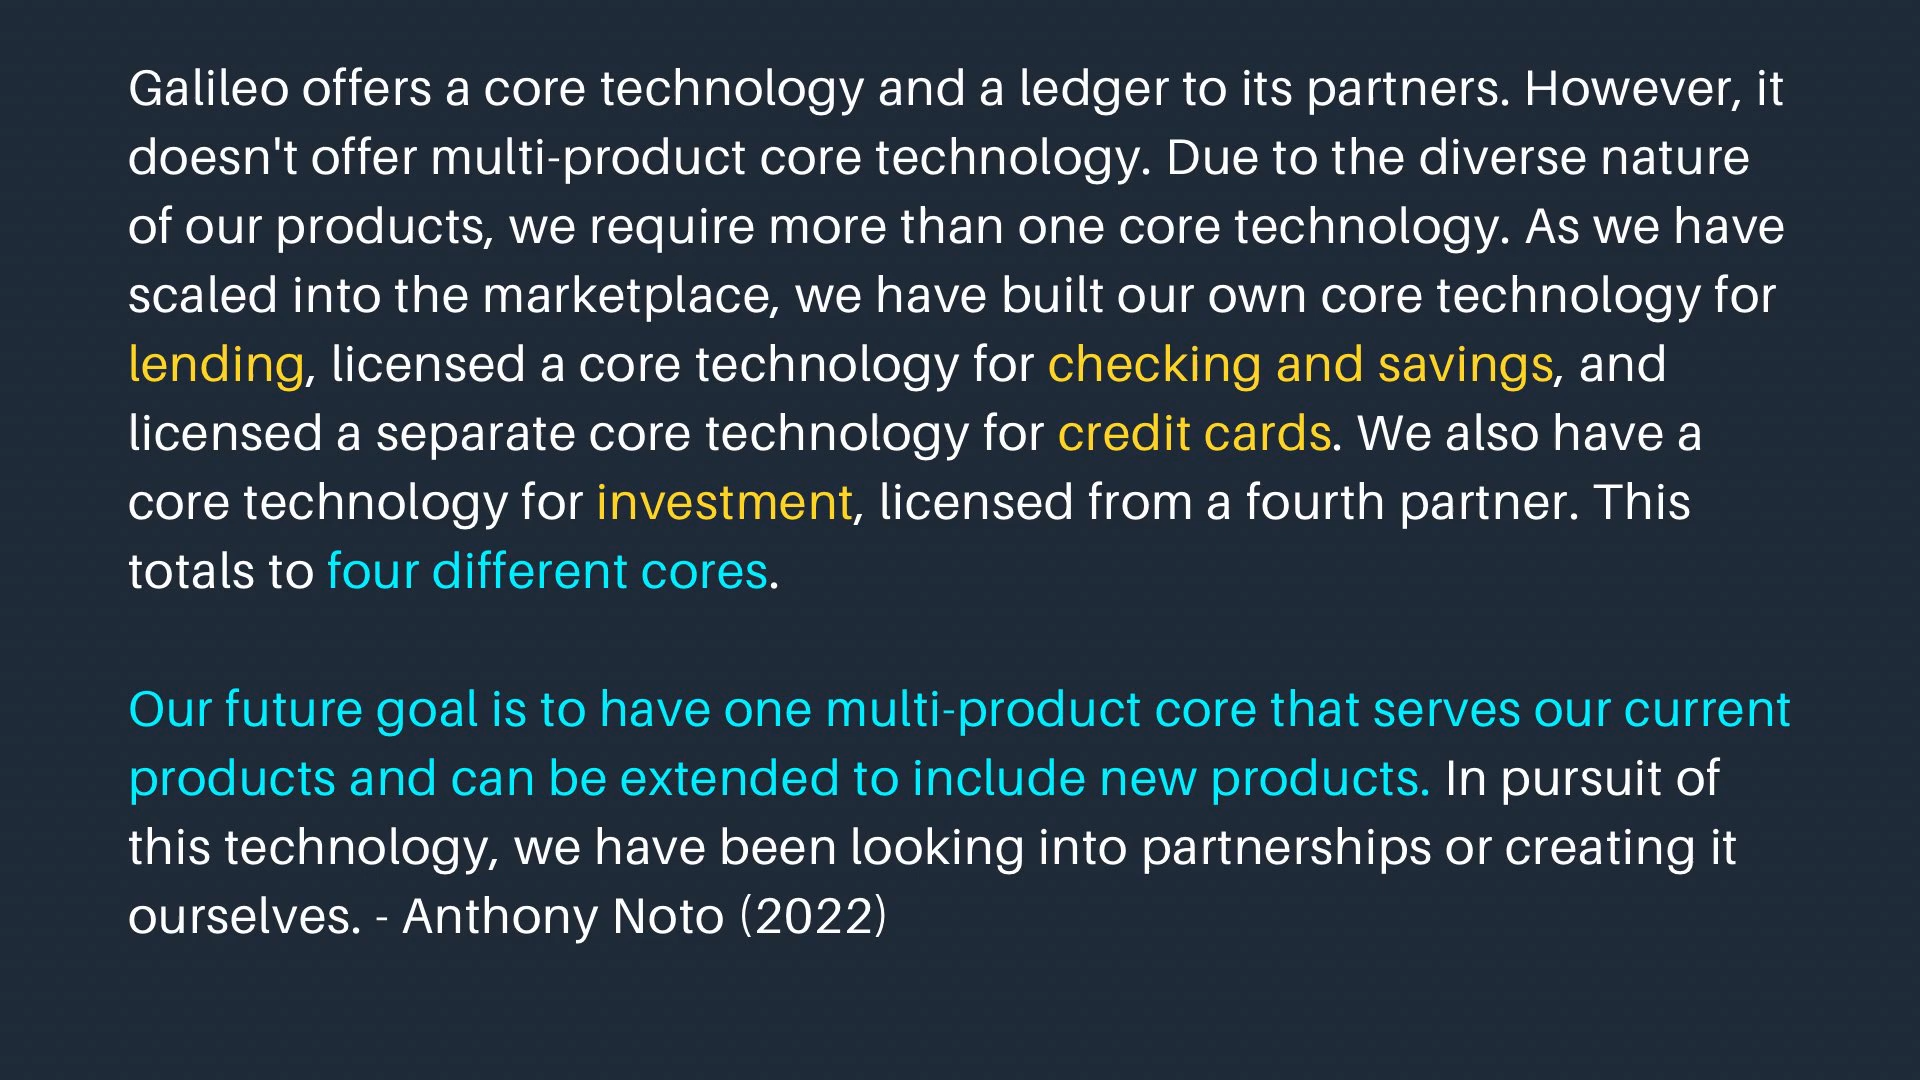 Galileo offers a core technology and a ledger to its partners. However, it
doesn't offer multi-product core technology. Due to the diverse nature
of our products, we require more than one core technology. As we have
scaled into the marketplace, we have built our own core technology for
lending, licensed a core technology for checking and savings, and
licensed a separate core technology for credit cards. We also have a
core technology for investment, licensed from a fourth partner. This
totals to four different cores.
Our future goal is to have one multi-product core that serves our current
products and can be extended to include new products. In pursuit of
this technology, we have been looking into partnerships or creating it
ourselves. - Anthony Noto (2022)